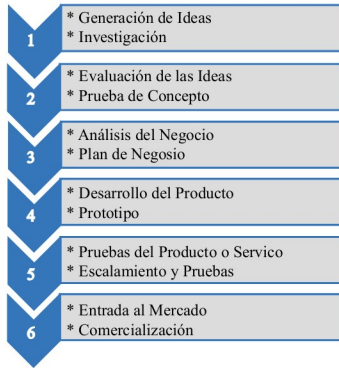 1
* Generación de Ideas
* Investigación
2
* Evaluación de las Ideas
* Prueba de Concepto
3
* Análisis del Negocio
* Plan de Negosio
4
* Desarrollo del Producto
* Prototipo
5
* Pruebas del Producto o Servico
* Escalamiento y Pruebas
6
* Entrada al Mercado
* Comercialización